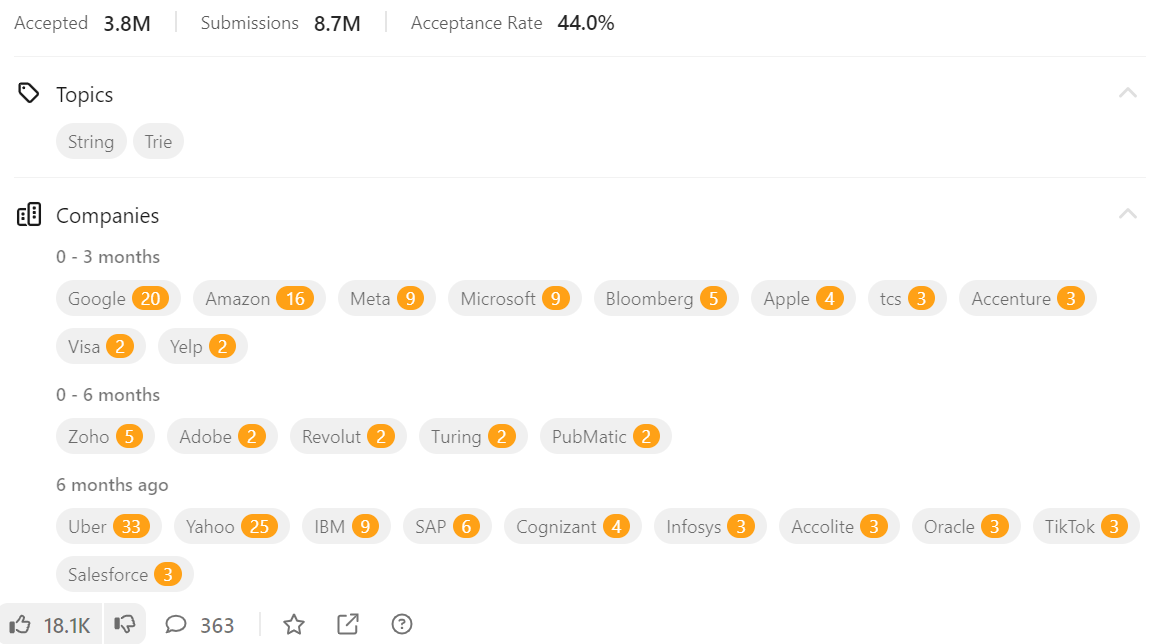 Accepted 3.8M Submissions 8.7M Acceptance Rate 44.0%
Topics
String Trie
Companies
0 - 3 months
Google 20 Amazon 16 Meta 9 Microsoft 9 Bloomberg 5 Apple 4 tcs 3 Accenture 3
Visa 2 Yelp 2
0 - 6 months
Zoho 5 Adobe 2 Revolut 2 Turing 2 PubMatic 2
6 months ago
Uber 33 Yahoo 25 IBM 9 SAP 6 Cognizant 4 Infosys 3 Accolite 3 Oracle 3 TikTok 3
Salesforce 3
18.1K 363